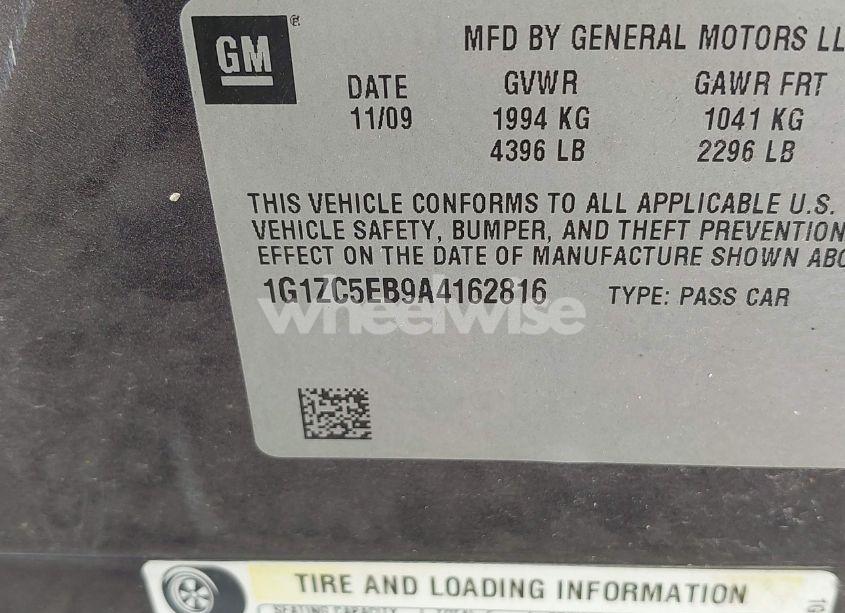 GM
MFD BY GENERAL MOTORS LL
DATE GVWR GAWR FRT
11/09 1994 KG 1041 KG
4396 LB 2296 LB
THIS VEHICLE CONFORMS TO ALL APPLICABLE U.S.
VEHICLE SAFETY, BUMPER, AND THEFT PREVENTION
EFFECT ON THE DATE OF MANUFACTURE SHOWN ABO
1G1ZC5EB9A4162816 TYPE: PASS CAR
wheelwise
TIRE AND LOADING INFORMATION
SEATING CAPACITY